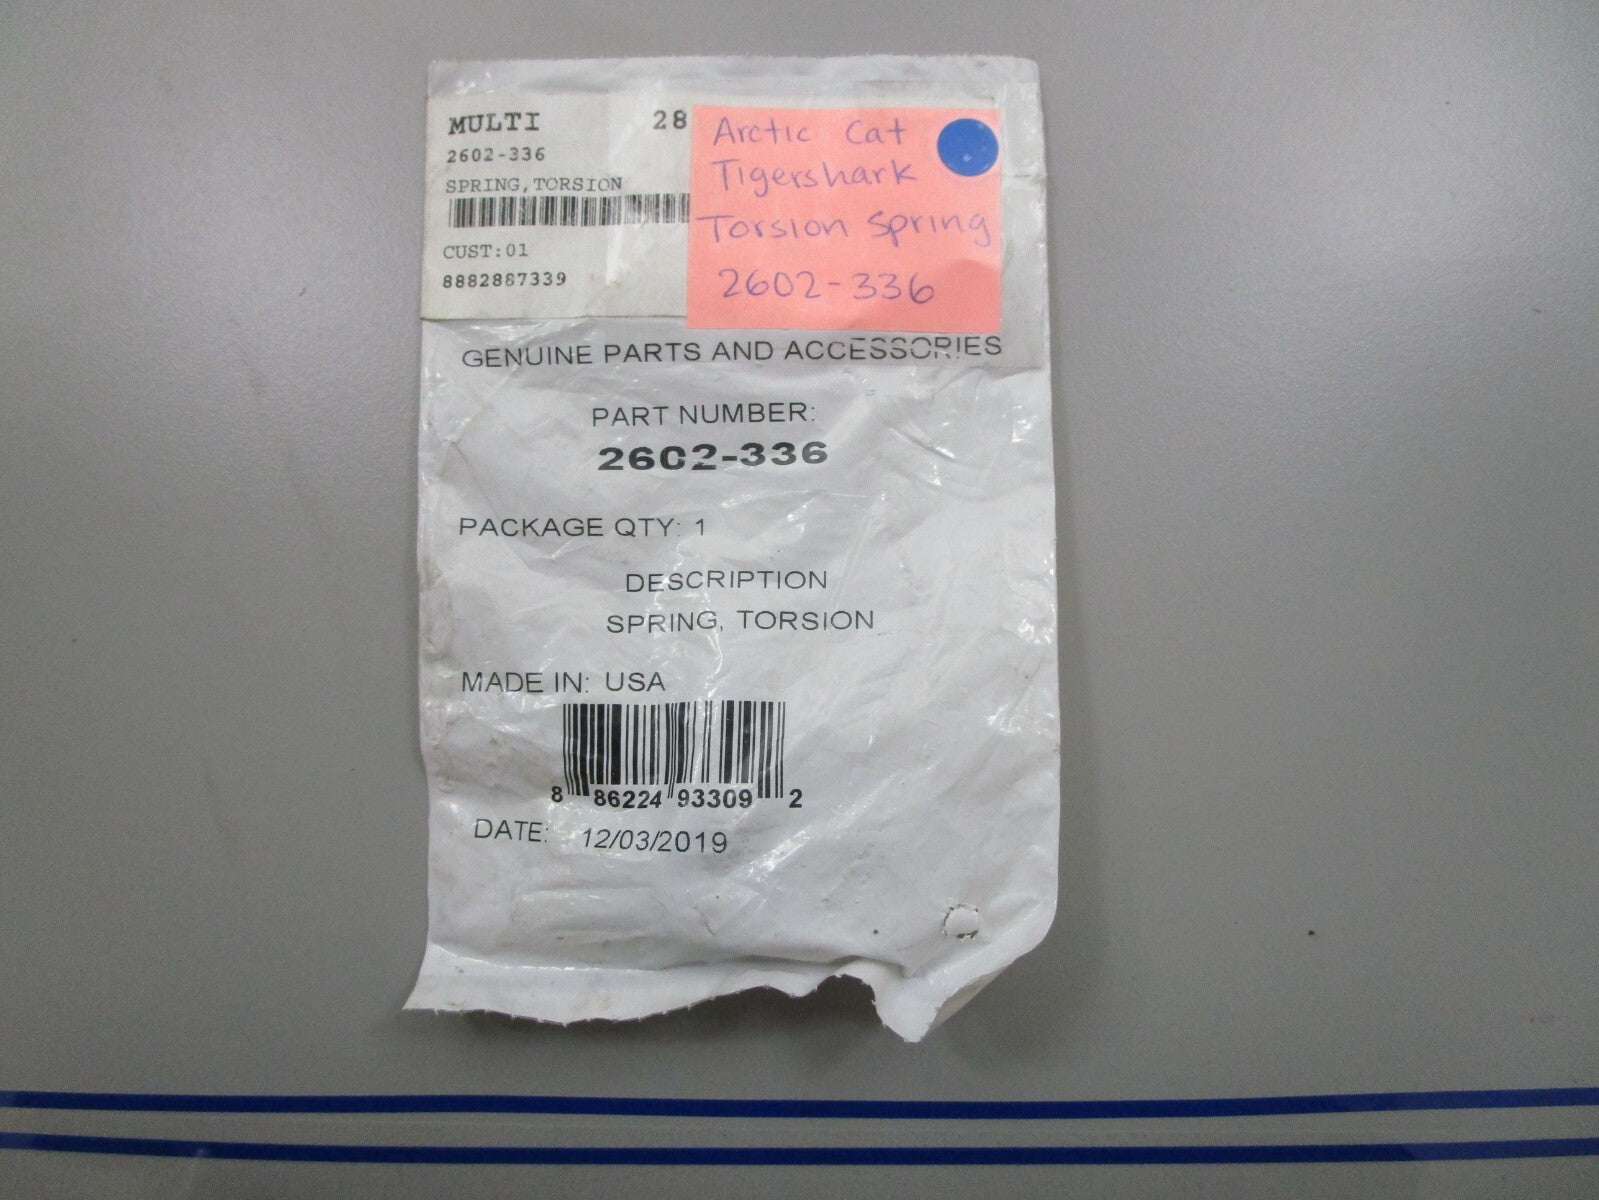 MULTI 28
2602-336
SPRING,TORSION
CUST:01
8882887339
Arctic Cat
Tigershark
Torsion Spring
2602-336
GENUINE PARTS AND ACCESSORIES
PART NUMBER:
2602-336
PACKAGE QTY: 1
DESCRIPTION
SPRING, TORSION
MADE IN: USA
8 86224 93309 2
DATE: 12/03/2019